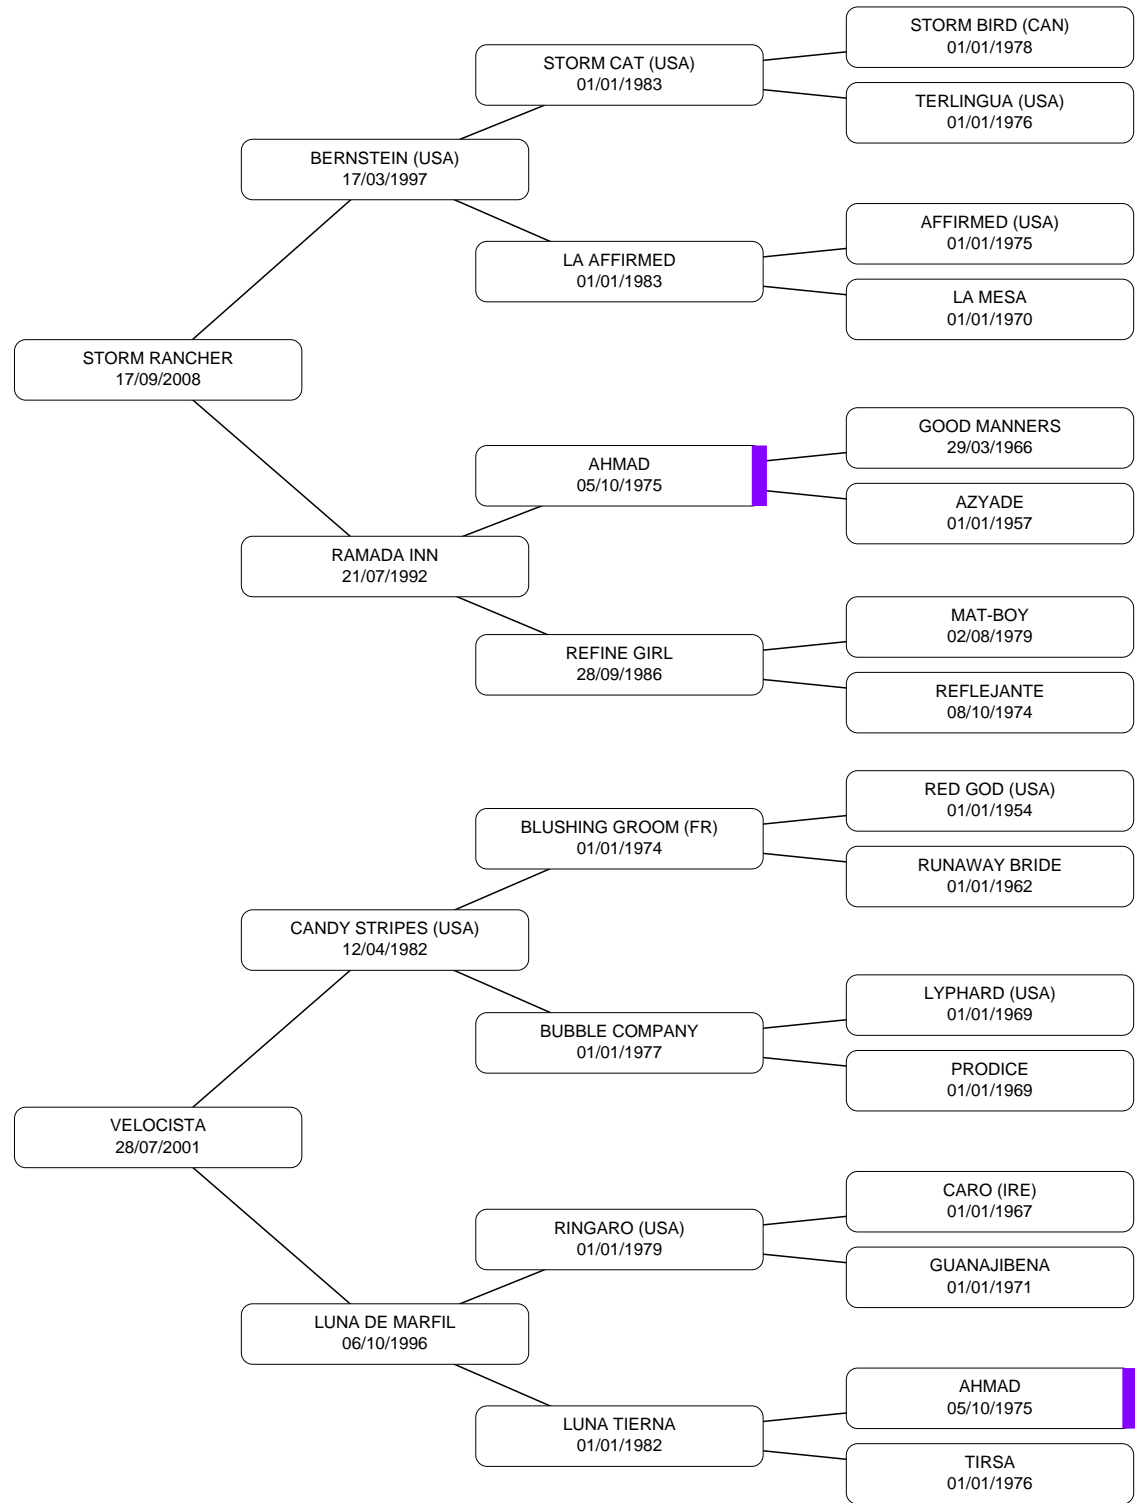 STORM BIRD (CAN)
01/01/1978
STORM CAT (USA)
01/01/1983
TERLINGUA (USA)
01/01/1976
BERNSTEIN (USA)
17/03/1997
AFFIRMED (USA)
01/01/1975
LA AFFIRMED
01/01/1983
LA MESA
01/01/1970
STORM RANCHER
17/09/2008
GOOD MANNERS
29/03/1966
AHMAD
05/10/1975
AZYADE
01/01/1957
RAMADA INN
21/07/1992
MAT-BOY
02/08/1979
REFINE GIRL
28/09/1986
REFLEJANTE
08/10/1974
RED GOD (USA)
01/01/1954
BLUSHING GROOM (FR)
01/01/1974
RUNAWAY BRIDE
01/01/1962
CANDY STRIPES (USA)
12/04/1982
LYPHARD (USA)
01/01/1969
BUBBLE COMPANY
01/01/1977
PRODICE
01/01/1969
VELOCISTA
28/07/2001
CARO (IRE)
01/01/1967
RINGARO (USA)
01/01/1979
GUANAJIBENA
01/01/1971
LUNA DE MARFIL
06/10/1996
AHMAD
05/10/1975
LUNA TIERNA
01/01/1982
TIRSA
01/01/1976